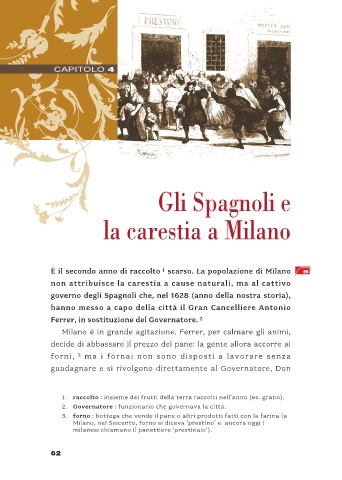 PRESTINO
CAPITOLO 4
Gli Spagnoli e
la carestia a Milano
È il secondo anno di raccolto ¹ scarso. La popolazione di Milano
non attribuisce la carestia a cause naturali, ma al cattivo
governo degli Spagnoli che, nel 1628 (anno della nostra storia),
hanno messo a capo della città il Gran Cancelliere Antonio
Ferrer, in sostituzione del Governatore. ²
Milano è in grande agitazione. Ferrer, per calmare gli animi,
decide di abbassare il prezzo del pane: la gente allora accorre ai
forni, ³ ma i fornai non sono disposti a lavorare senza
guadagnare e si rivolgono direttamente al Governatore, Don
1. raccolto : insieme dei frutti della terra raccolti nell'anno (es. grano).
2. Governatore : funzionario che governava la città.
3. forno : bottega che vende il pane o altri prodotti fatti con la farina (a
Milano, nel Seicento, forno si diceva 'prestino' e ancora oggi i
milanesi chiamano il panettiere 'prestinaio').
62